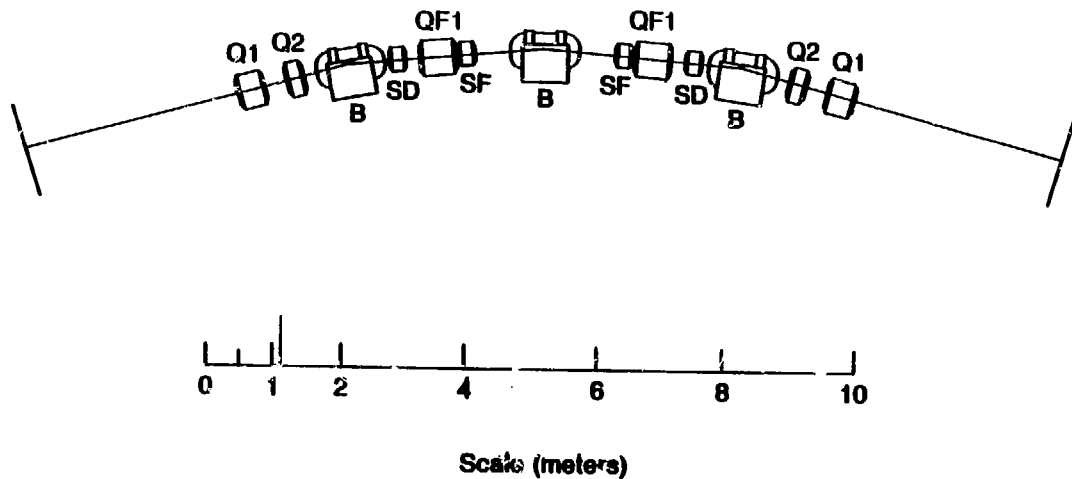 Q1 Q2 QF1 QF1 Q2 Q1
SD SF SF SD
B B B
0 1 2 4 6 8 10
Scale (meters)